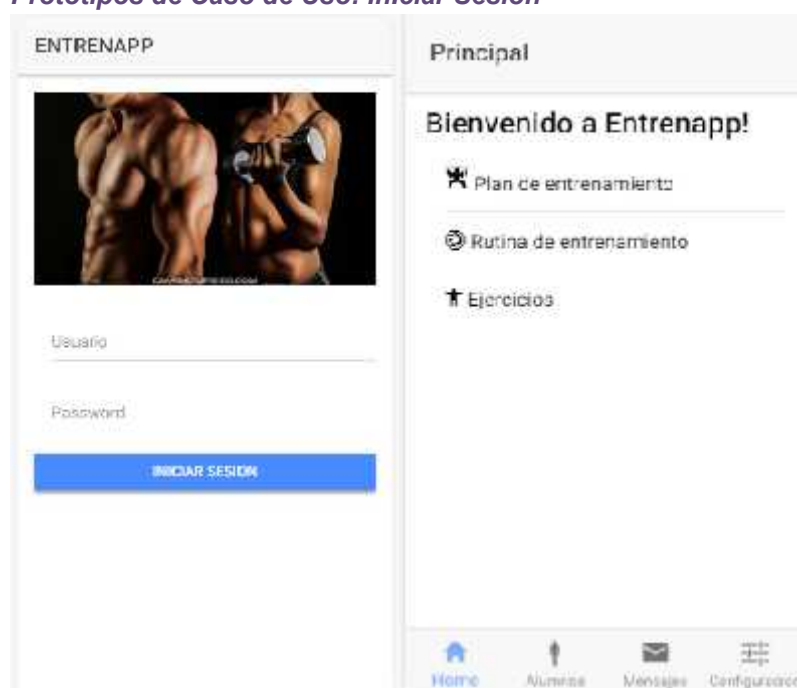 Prototipos de Caso de Uso: Iniciar Sesión
ENTRENAPP
Usuario
Password
INICIAR SESION
Principal
Bienvenido a Entrenapp!
Plan de entrenamiento
Rutina de entrenamiento
Ejercicios
Home
Alumnos
Mensajes
Configuracion